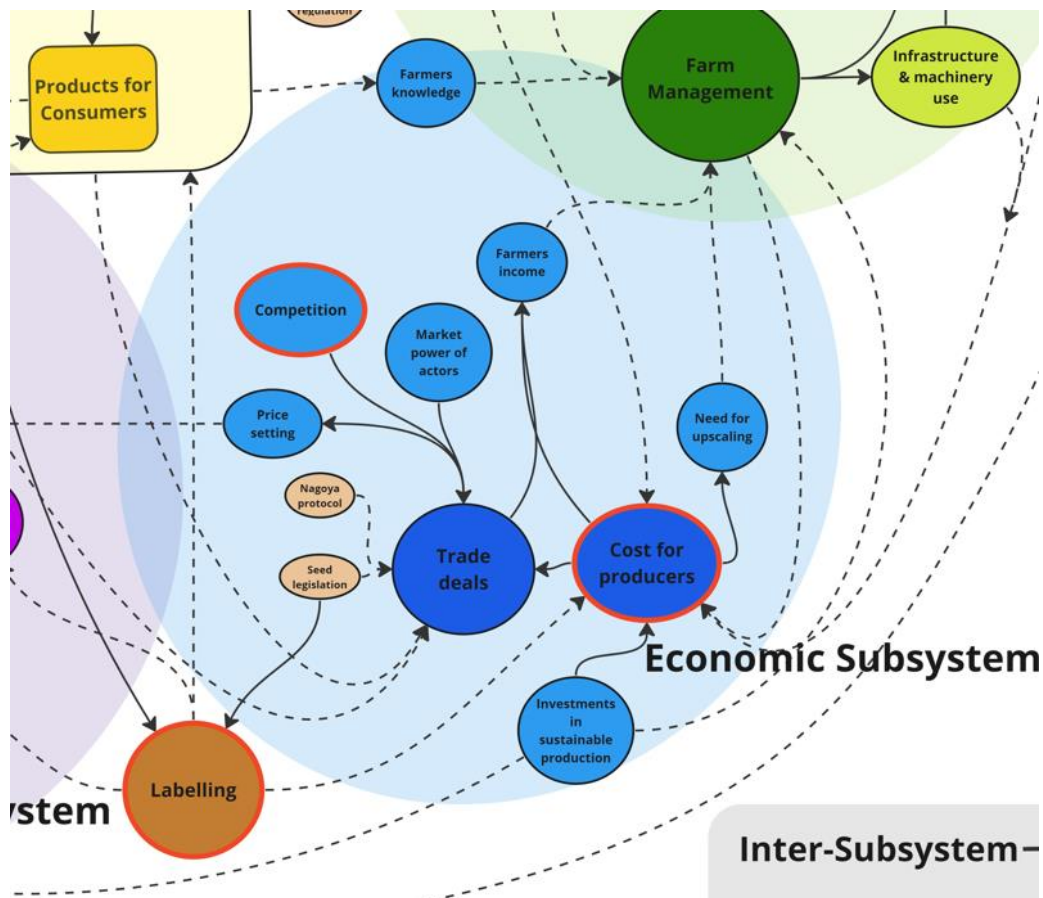 regulation
Products for
Consumers
Farmers
knowledge
Farm
Management
Infrastructure
& machinery
use
Farmers
income
Competition
Market
power of
actors
Price
setting
Need for
upscaling
Nagoya
protocol
Seed
legislation
Trade
deals
Cost for
producers
Economic Subsystem
Investments
in
sustainable
production
Labelling
ystem
Inter-Subsystem